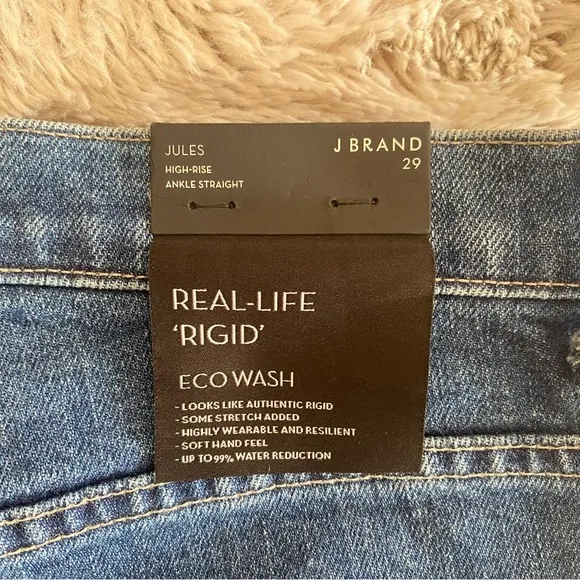 JULES
HIGH-RISE
ANKLE STRAIGHT
J BRAND
29
REAL-LIFE
‘RIGID’
ECO WASH
- LOOKS LIKE AUTHENTIC RIGID
- SOME STRETCH ADDED
- HIGHLY WEARABLE AND RESILIENT
- SOFT HAND FEEL
- UP TO 99% WATER REDUCTION